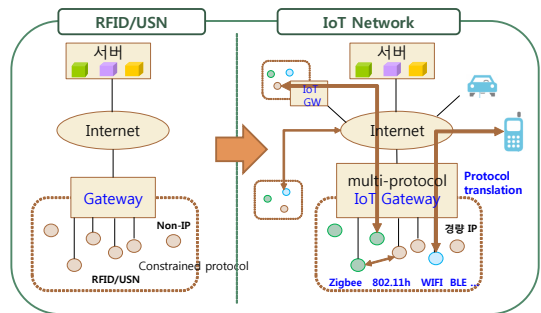 RFID/USN
IoT Network
서버
Internet
Gateway
Non-IP
RFID/USN
Constrained protocol
서버
IoT
GW
Internet
multi-protocol
IoT Gateway
Protocol
translation
경량 IP
Zigbee 802.11h WIFI BLE ...